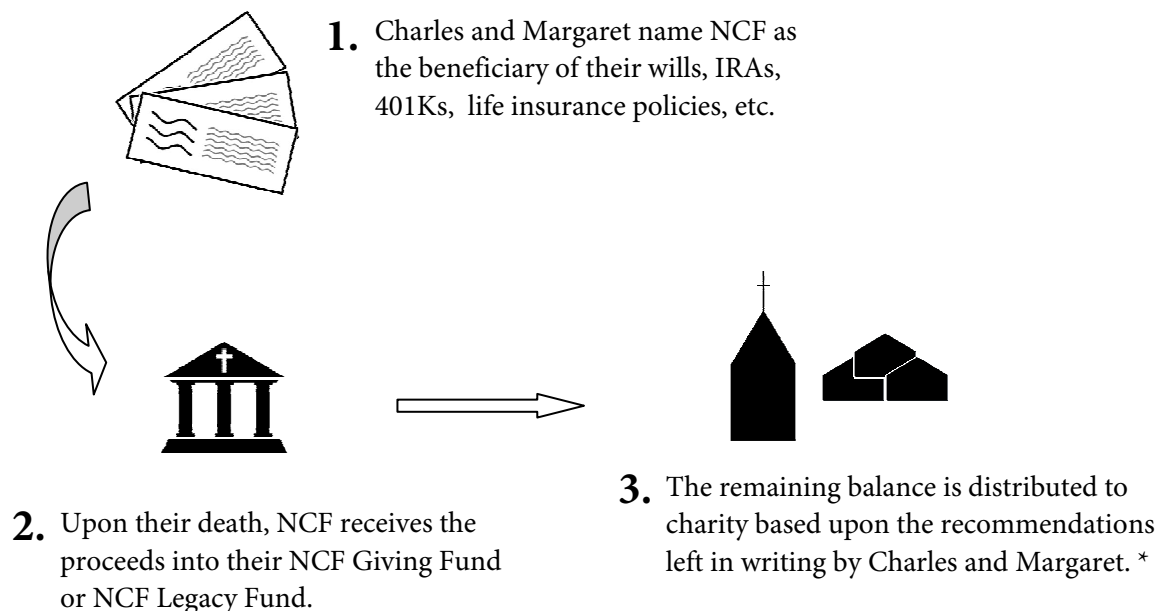 1. Charles and Margaret name NCF as
the beneficiary of their wills, IRAs,
401Ks, life insurance policies, etc.
2. Upon their death, NCF receives the
proceeds into their NCF Giving Fund
or NCF Legacy Fund.
3. The remaining balance is distributed to
charity based upon the recommendations
left in writing by Charles and Margaret. *